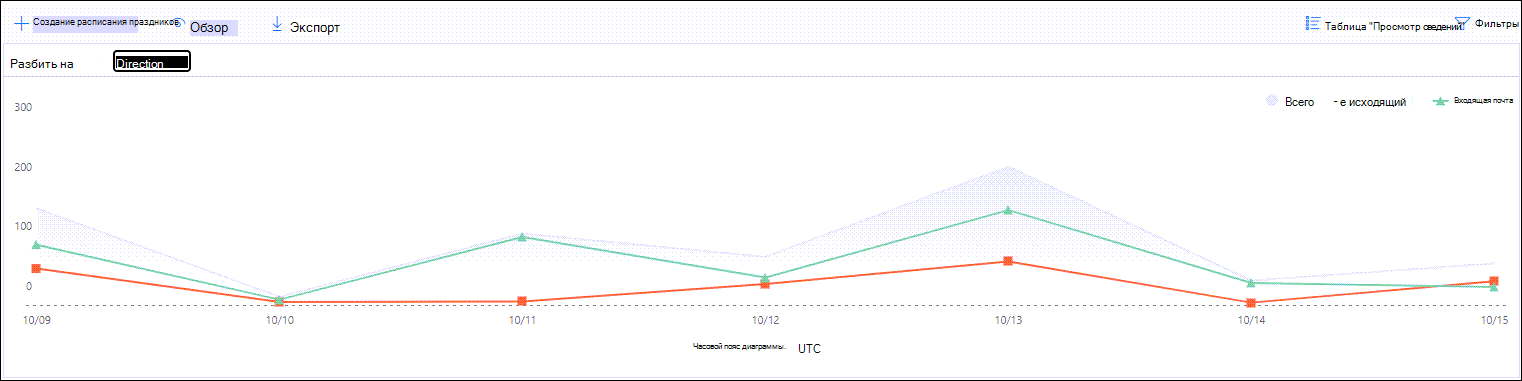 Создание расписания праздников
Обзор
Экспорт
Таблица "Просмотр сведений"
Фильтры
Разбить на
Direction
Всего
- е исходящий
Входящая почта
300
200
100
0
10/09 10/10 10/11 10/12 10/13 10/14 10/15
Часовой пояс диаграммы. UTC